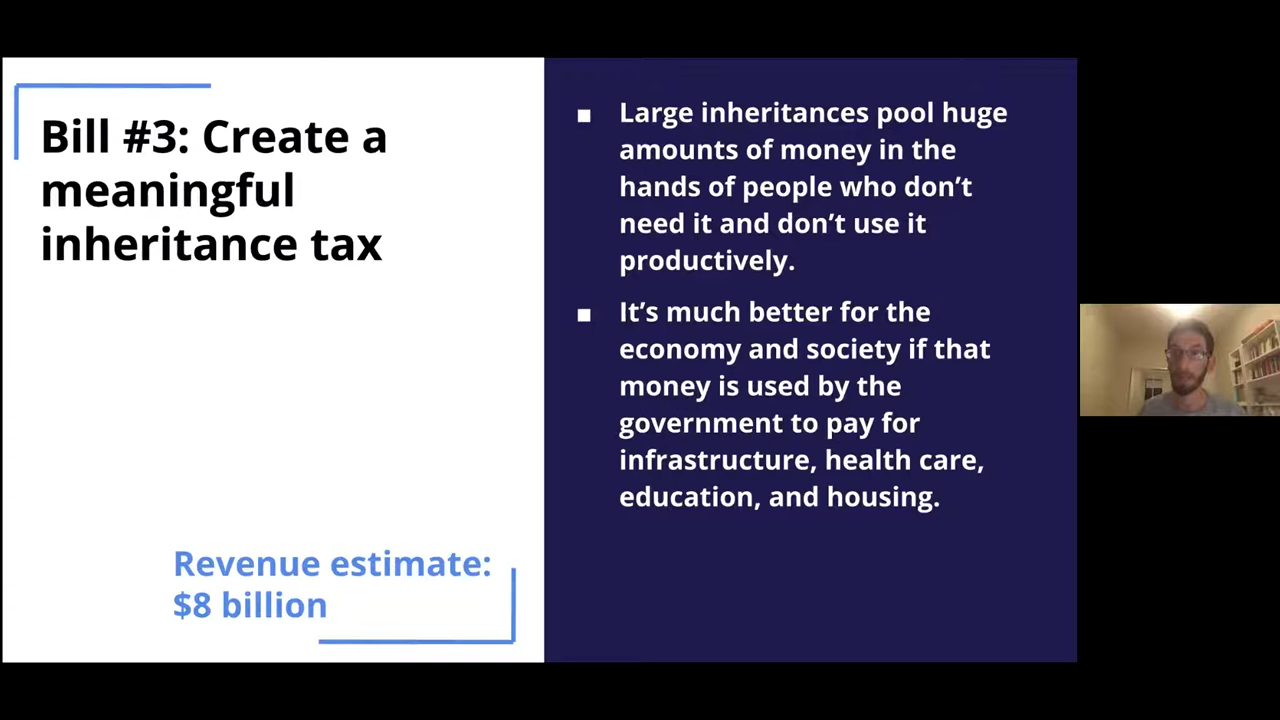 Bill #3: Create a
meaningful
inheritance tax
Revenue estimate:
$8 billion
▪ Large inheritances pool huge
amounts of money in the
hands of people who don’t
need it and don’t use it
productively.
▪ It’s much better for the
economy and society if that
money is used by the
government to pay for
infrastructure, health care,
education, and housing.